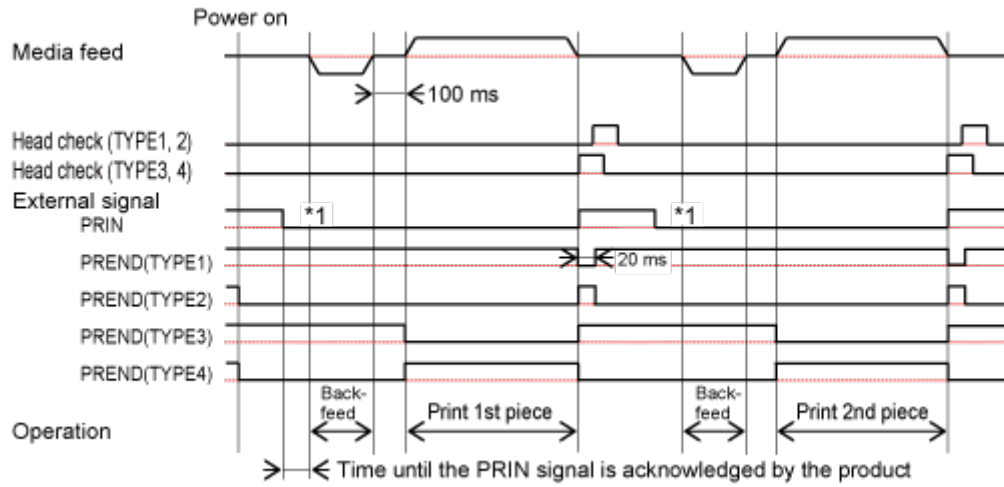 Power on
Media feed
100 ms
Head check (TYPE1, 2)
Head check (TYPE3, 4)
External signal
PRIN
*1
*1
PREND(TYPE1)
20 ms
PREND(TYPE2)
PREND(TYPE3)
PREND(TYPE4)
Operation
Back-
feed
Print 1st piece
Back-
feed
Print 2nd piece
Time until the PRIN signal is acknowledged by the product